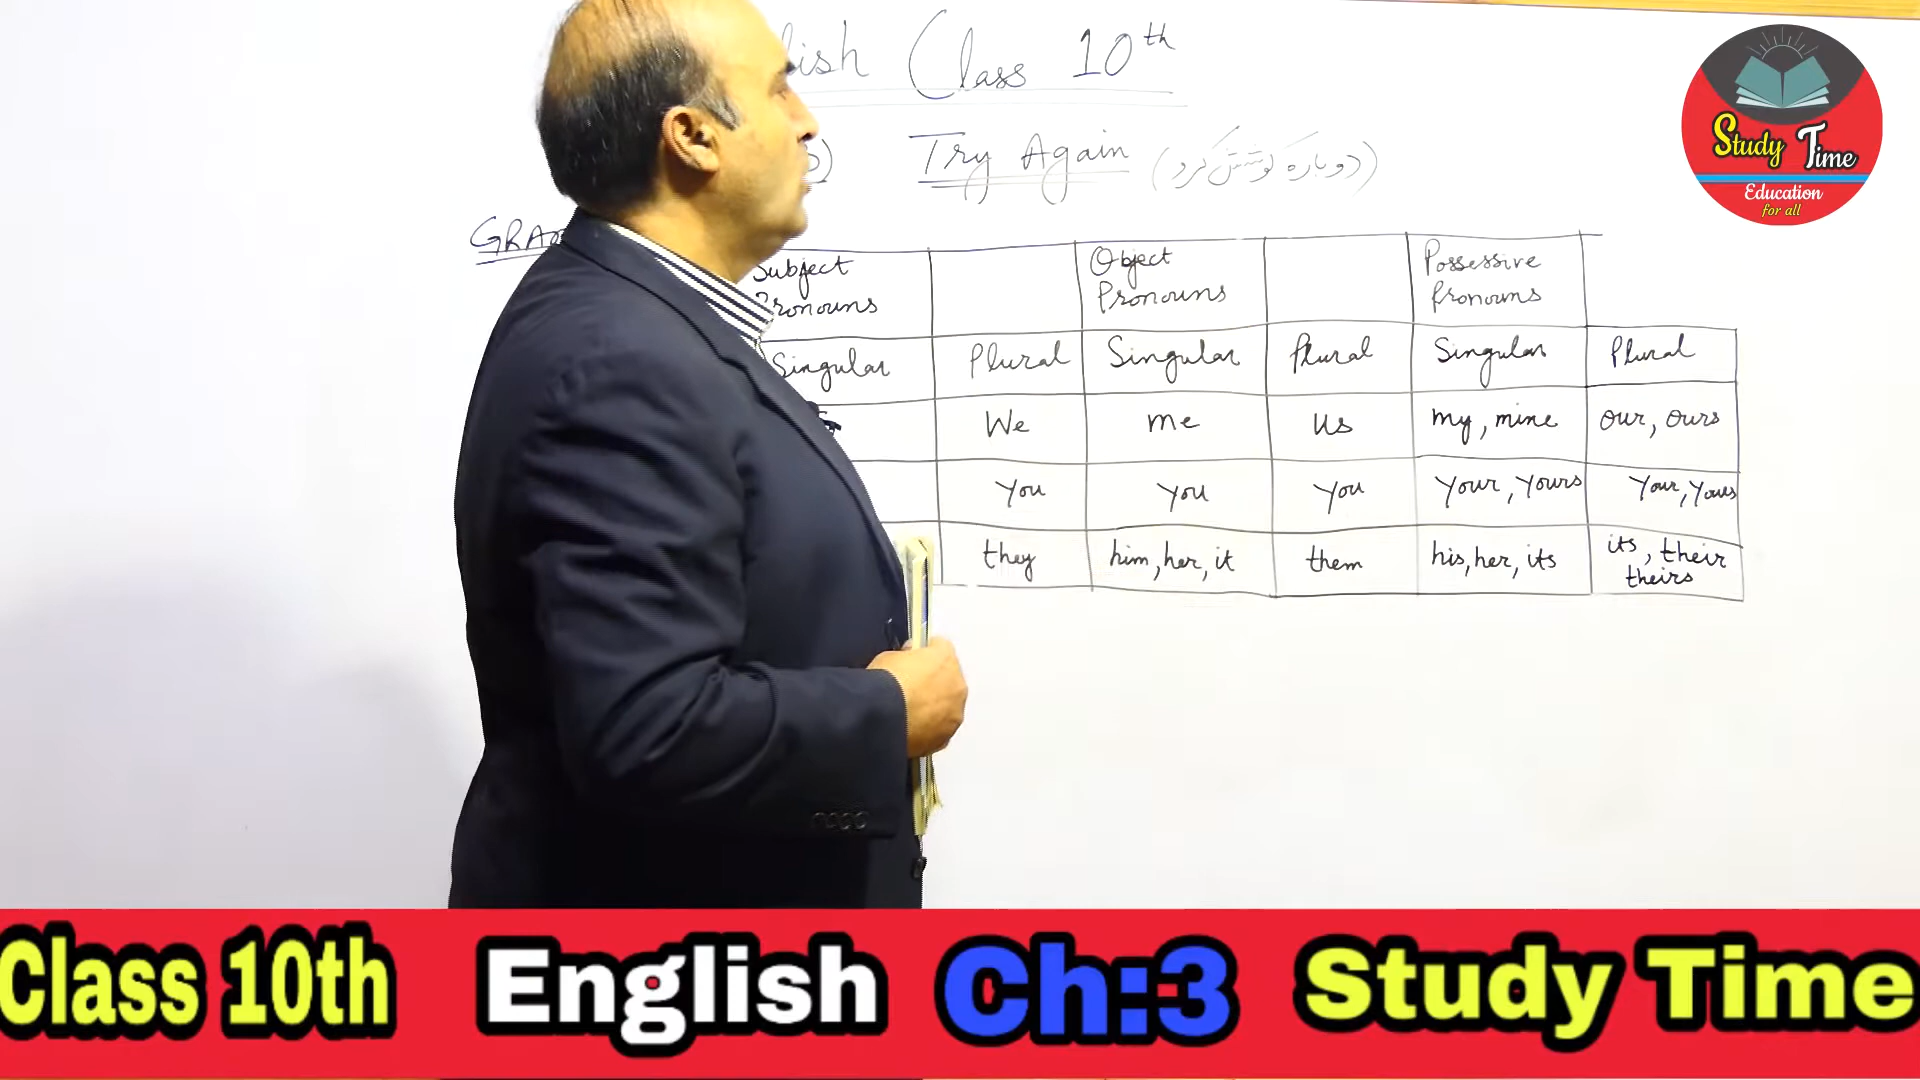 Class 10th
Try Again (دوبارہ کوشش کرد)
Subject Pronouns
Object Pronouns
Possessive Pronouns
Singular Plural Singular Plural Singular Plural
We me us my, mine our, ours
you you you your, yours your, yours
they him, her, it them his, her, its its, their theirs
Study Time
Education
for all
Class 10th English Ch:3 Study Time